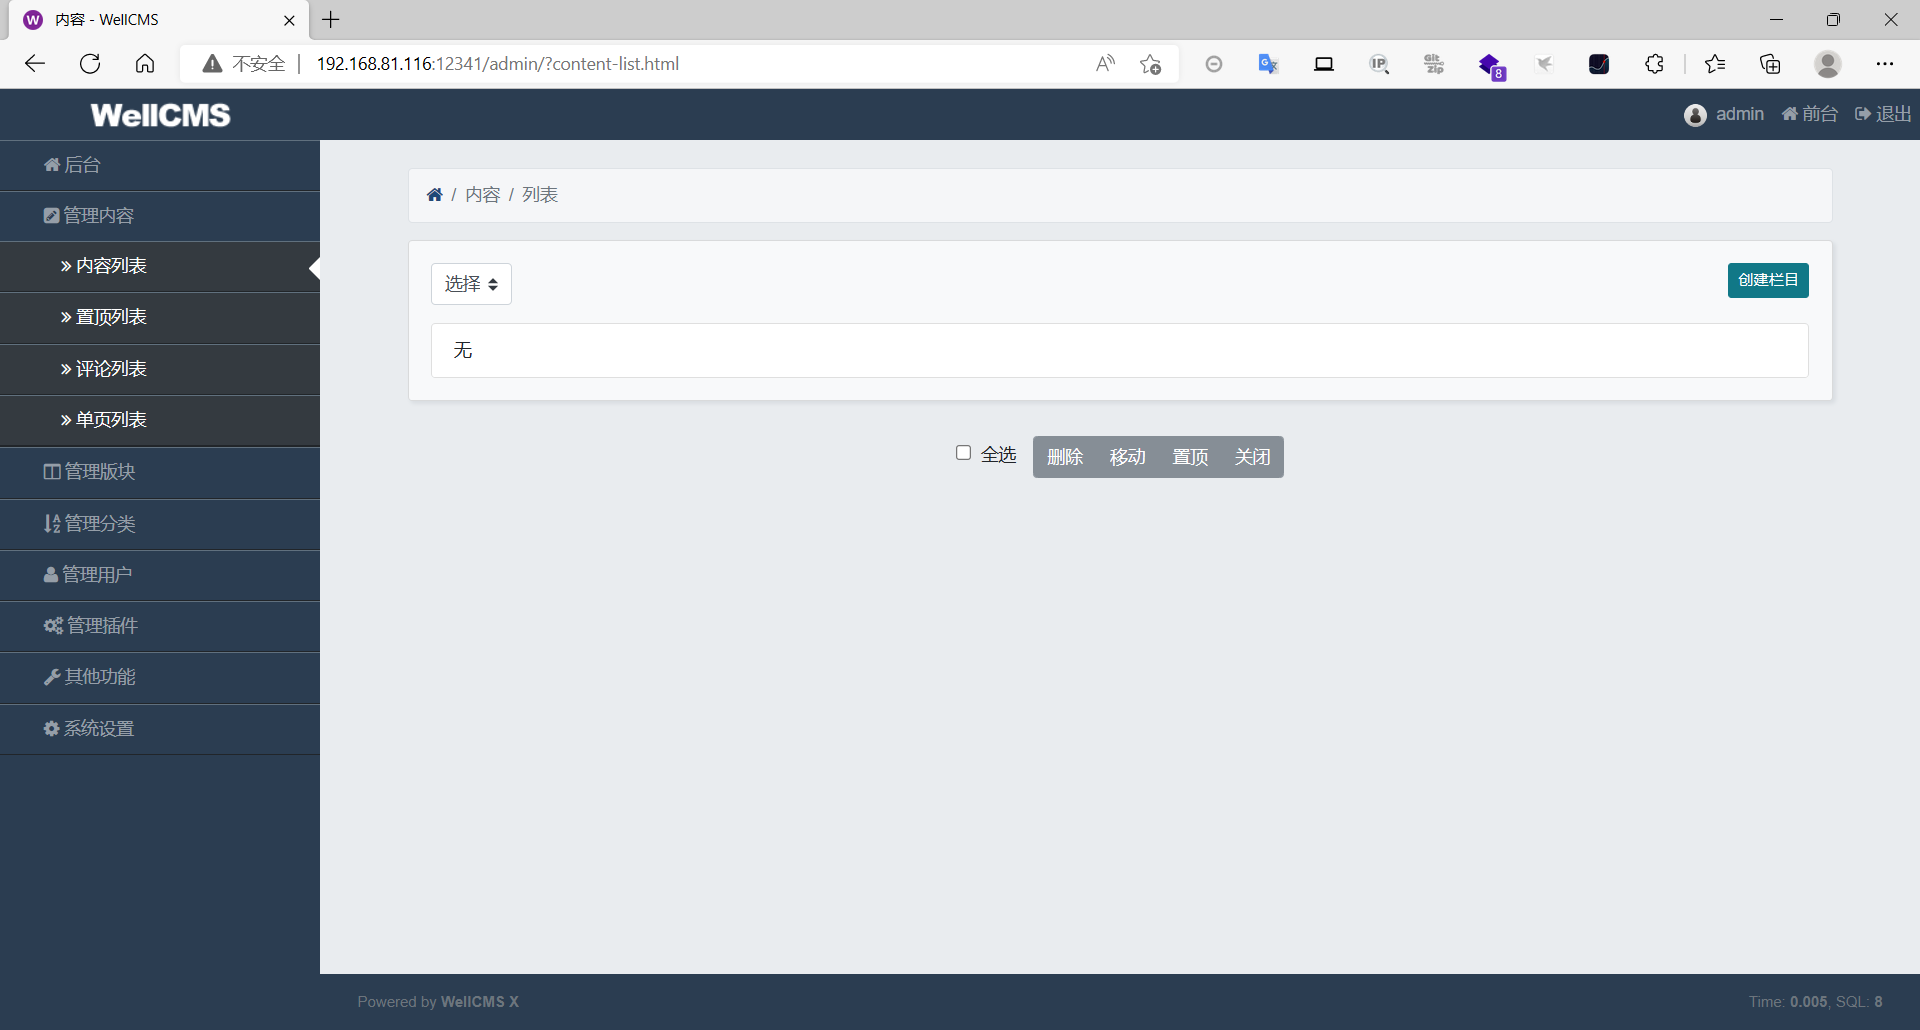 内容 - WellCMS
不安全 192.168.81.116:12341/admin/?content-list.html
WellCMS
admin 前台 退出
后台
管理内容
内容列表
置顶列表
评论列表
单页列表
管理版块
管理分类
管理用户
管理插件
其他功能
系统设置
/ 内容 / 列表
选择
创建栏目
无
全选 删除 移动 置顶 关闭
Powered by WellCMS X
Time: 0.005, SQL: 8